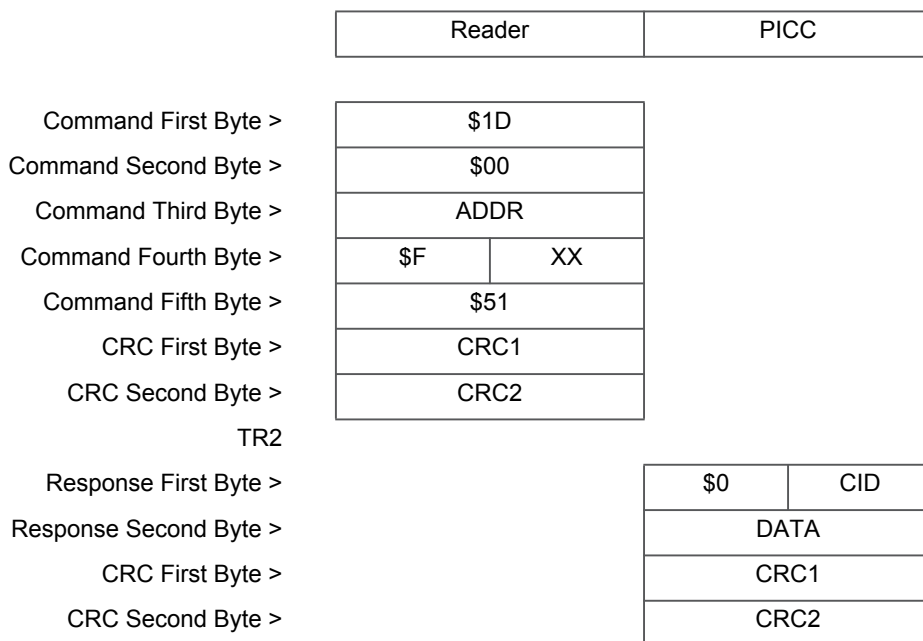 Reader PICC
Command First Byte > $1D
Command Second Byte > $00
Command Third Byte > ADDR
Command Fourth Byte > $F XX
Command Fifth Byte > $51
CRC First Byte > CRC1
CRC Second Byte > CRC2
TR2
Response First Byte > $0 CID
Response Second Byte > DATA
CRC First Byte > CRC1
CRC Second Byte > CRC2